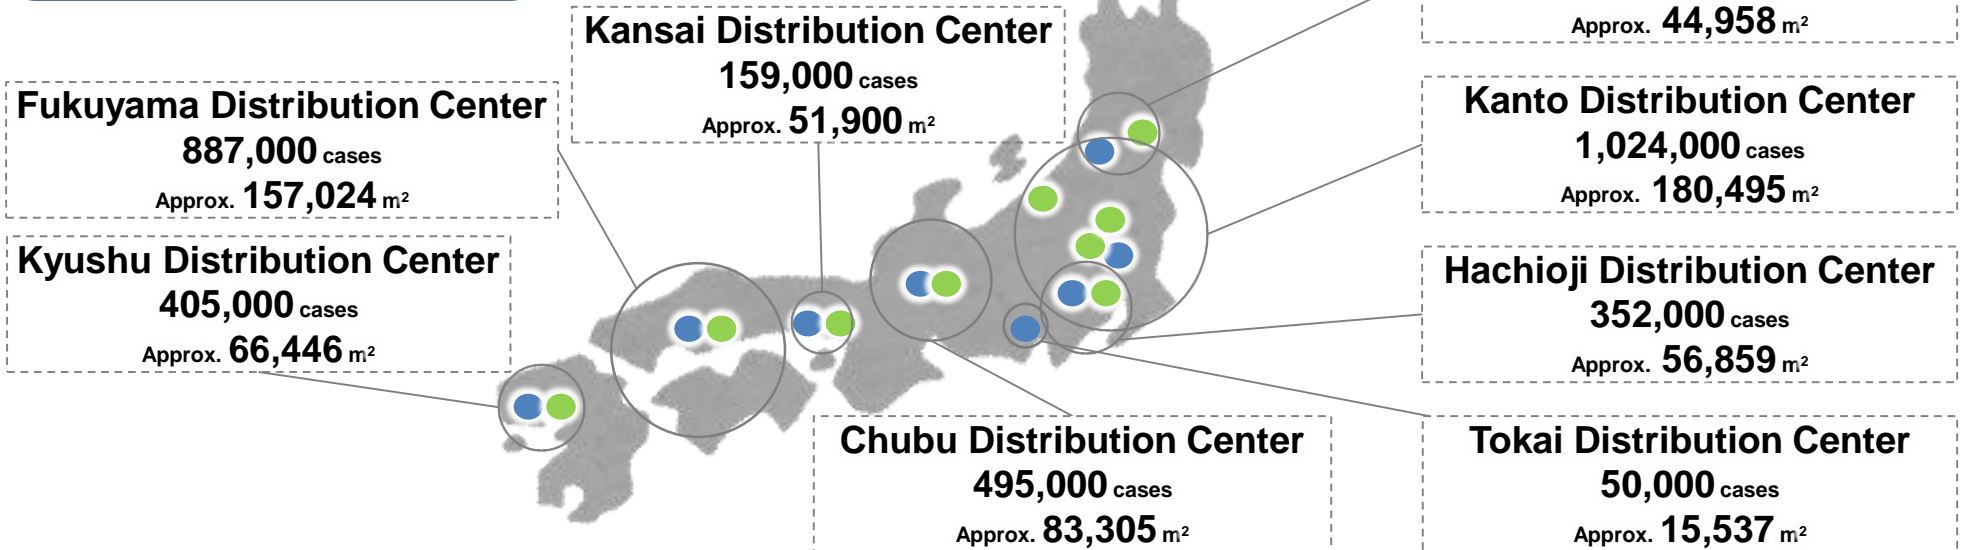 Approx. 44,958 m²
Kansai Distribution Center
159,000 cases
Approx. 51,900 m²
Fukuyama Distribution Center
887,000 cases
Approx. 157,024 m²
Kanto Distribution Center
1,024,000 cases
Approx. 180,495 m²
Kyushu Distribution Center
405,000 cases
Approx. 66,446 m²
Hachioji Distribution Center
352,000 cases
Approx. 56,859 m²
Chubu Distribution Center
495,000 cases
Approx. 83,305 m²
Tokai Distribution Center
50,000 cases
Approx. 15,537 m²